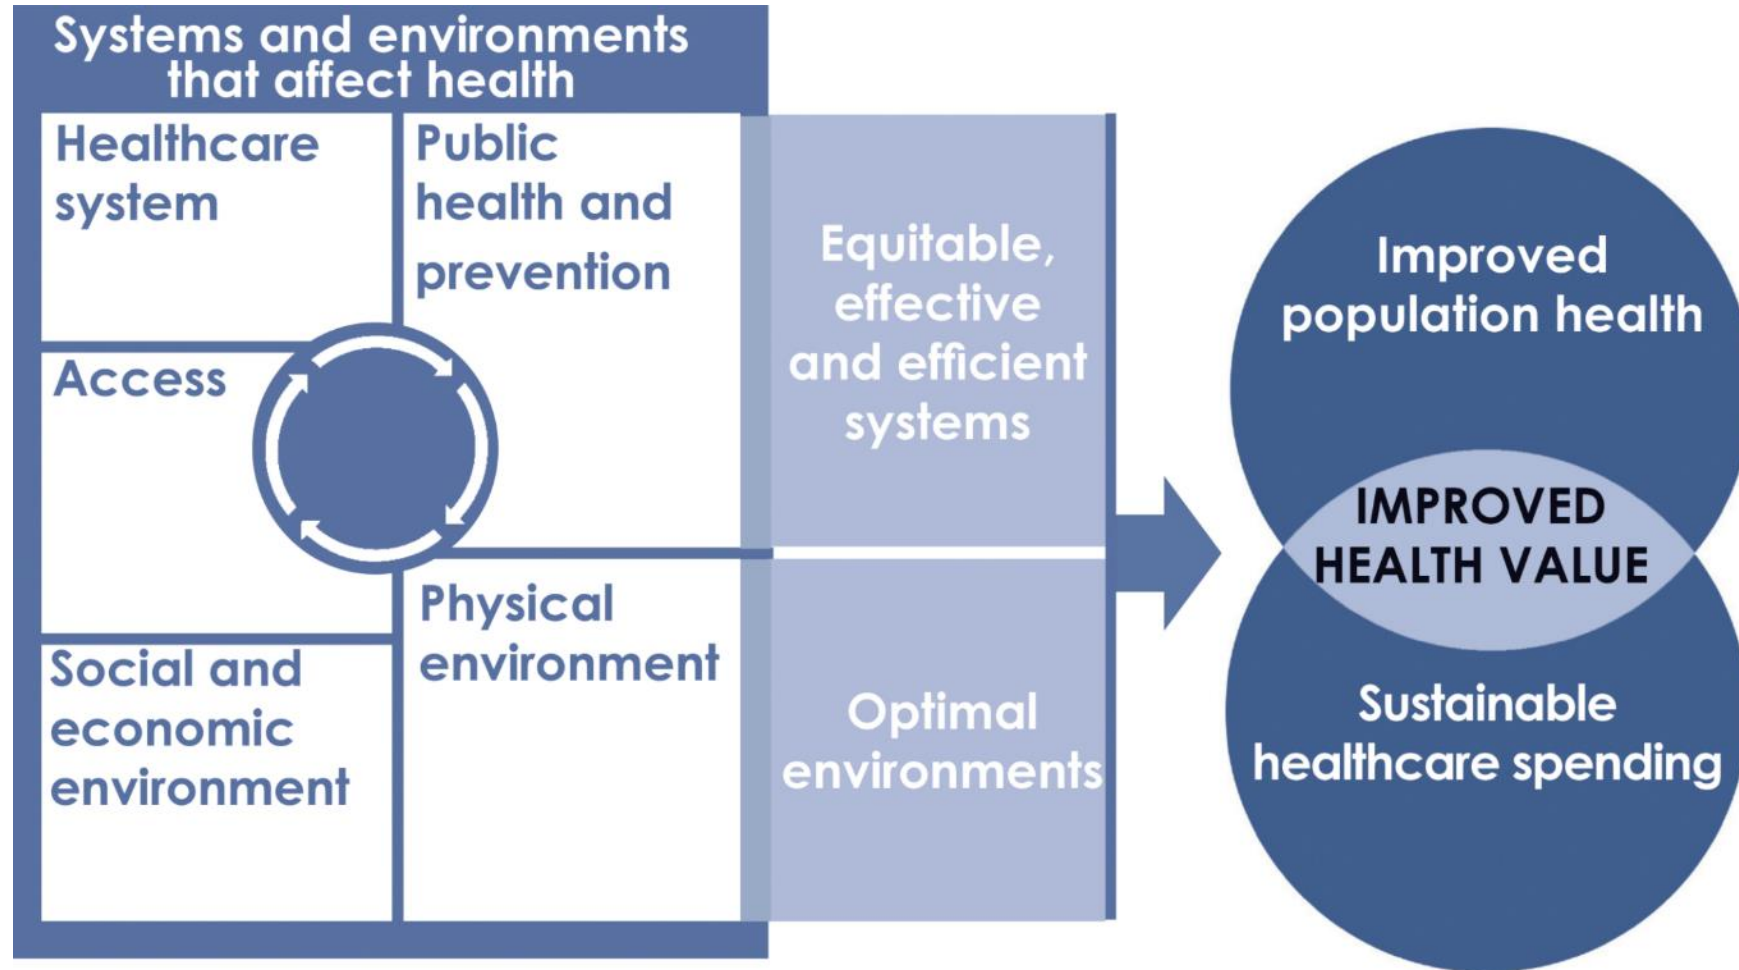 Systems and environments
that affect health
Healthcare
system
Public
health and
prevention
Access
Physical
environment
Social and
economic
environment
Equitable,
effective
and efficient
systems
Optimal
environments
Improved
population health
IMPROVED
HEALTH VALUE
Sustainable
healthcare spending